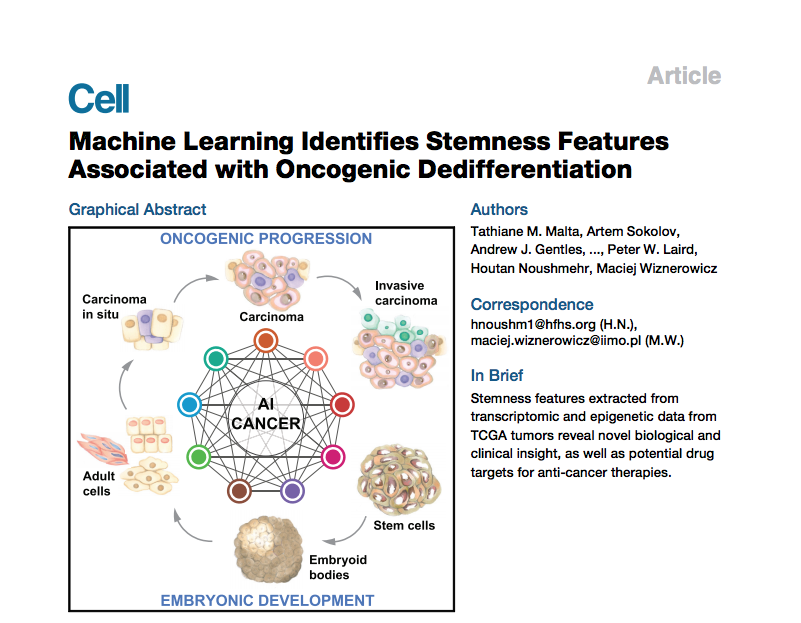 Article
Cell
Machine Learning Identifies Stemness Features
Associated with Oncogenic Dedifferentiation
Graphical Abstract
ONCOGENIC PROGRESSION
Carcinoma
in situ
Carcinoma
Invasive
carcinoma
AI
CANCER
Adult
cells
Stem cells
Embryoid
bodies
EMBRYONIC DEVELOPMENT
Authors
Tathiane M. Malta, Artem Sokolov,
Andrew J. Gentles, ..., Peter W. Laird,
Houtan Noushmehr, Maciej Wiznerowicz
Correspondence
hnoushm1@hfhs.org (H.N.),
maciej.wiznerowicz@iimo.pl (M.W.)
In Brief
Stemness features extracted from
transcriptomic and epigenetic data from
TCGA tumors reveal novel biological and
clinical insight, as well as potential drug
targets for anti-cancer therapies.